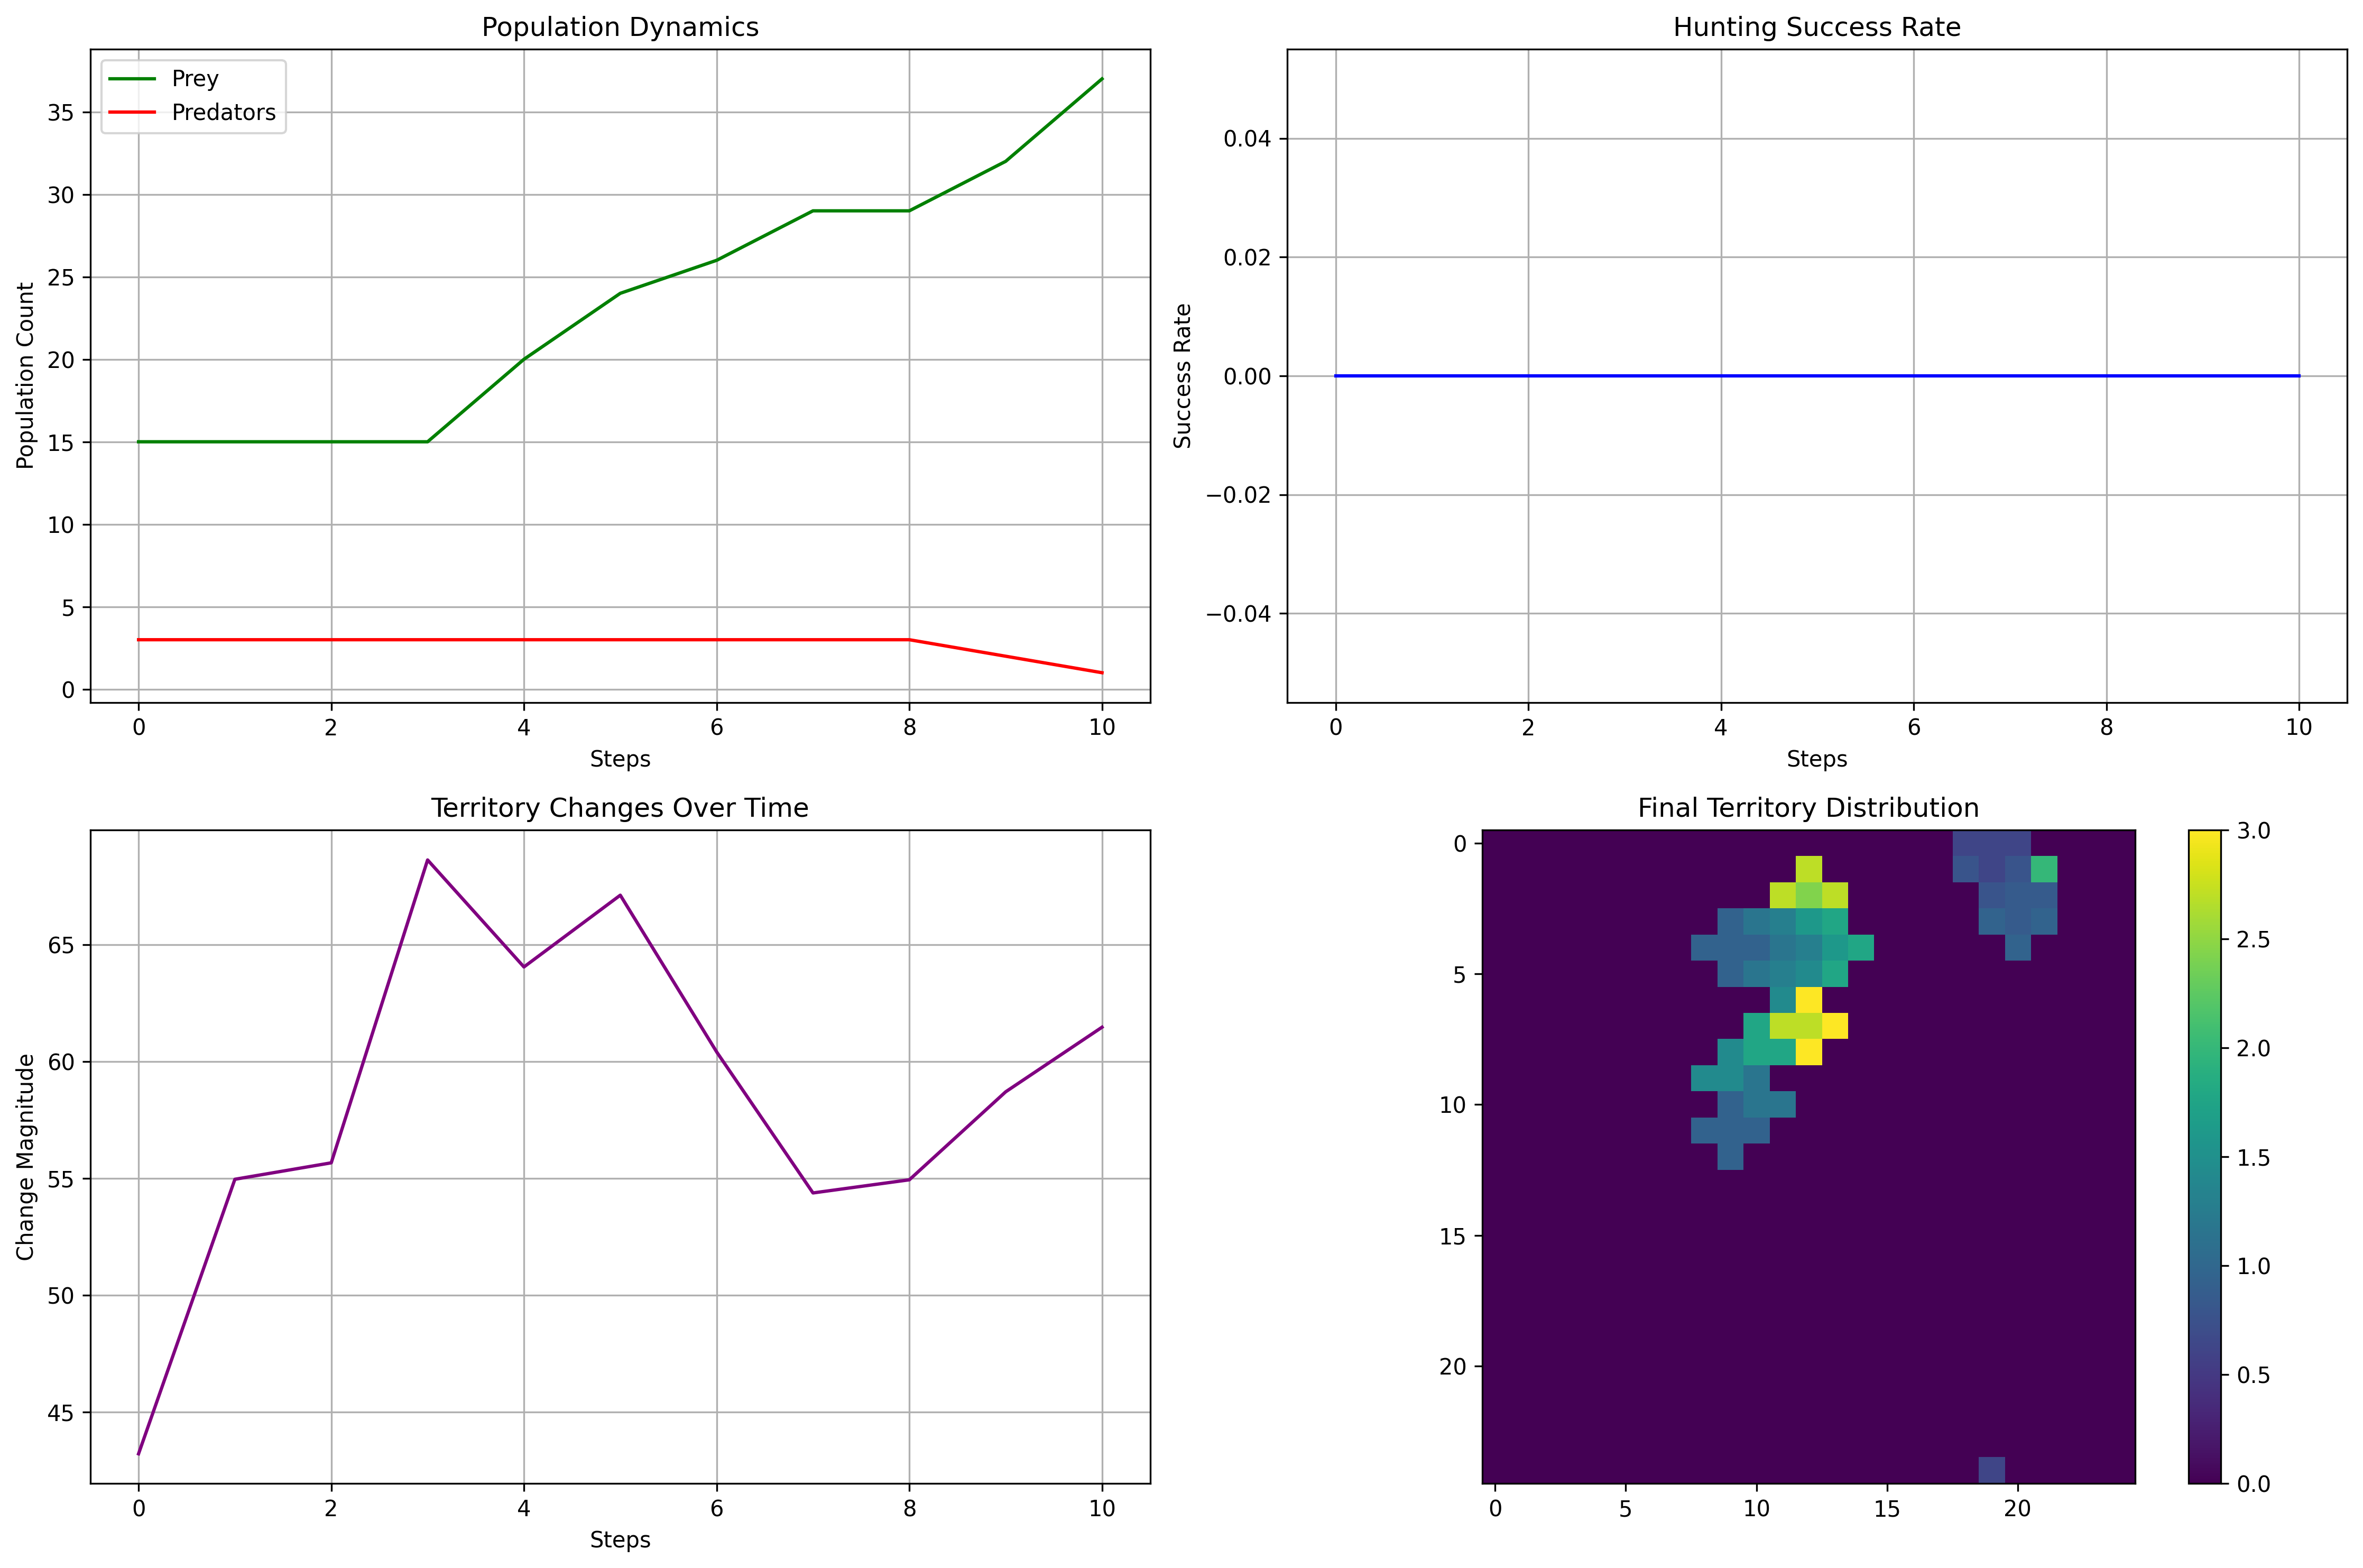 Population Dynamics
Prey
Predators
35
30
25
20
15
10
5
0
Population Count
0 2 4 6 8 10
Steps
Hunting Success Rate
0.04
0.02
0.00
−0.02
−0.04
Success Rate
0 2 4 6 8 10
Steps
Territory Changes Over Time
65
60
55
50
45
Change Magnitude
0 2 4 6 8 10
Steps
Final Territory Distribution
0
5
10
15
20
0 5 10 15 20
3.0
2.5
2.0
1.5
1.0
0.5
0.0